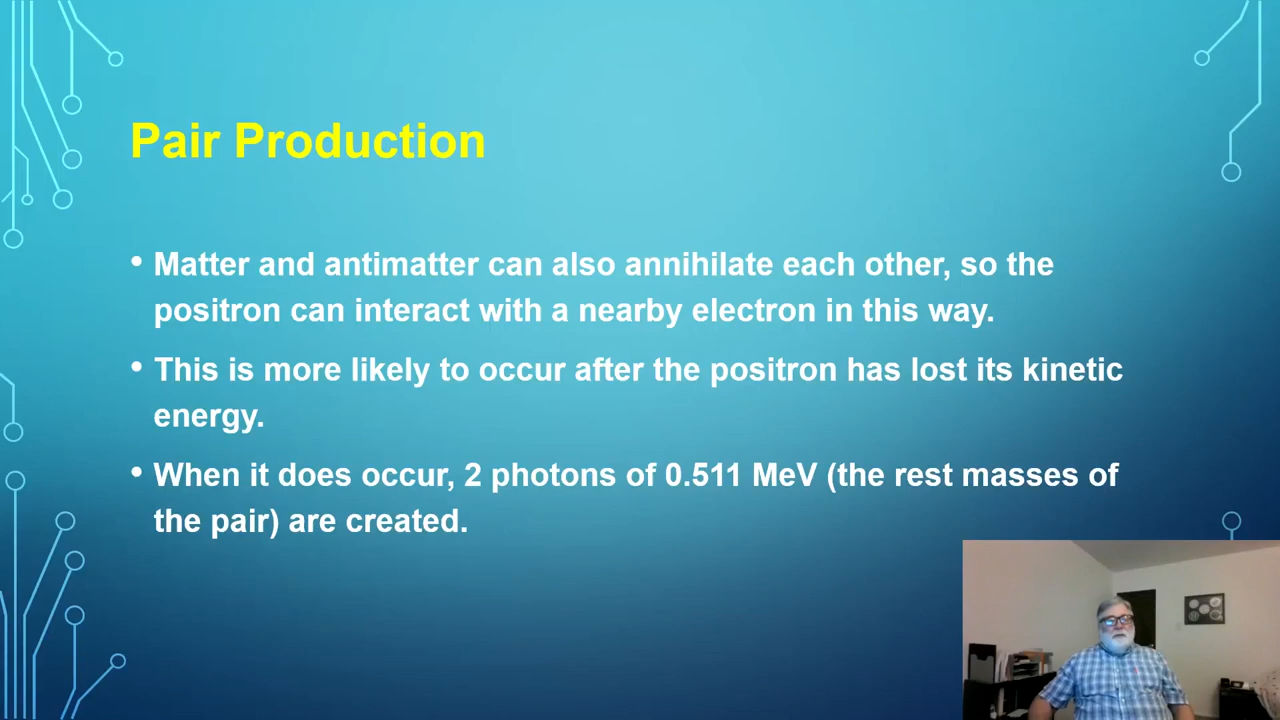 Pair Production
• Matter and antimatter can also annihilate each other, so the
positron can interact with a nearby electron in this way.
• This is more likely to occur after the positron has lost its kinetic
energy.
• When it does occur, 2 photons of 0.511 MeV (the rest masses of
the pair) are created.